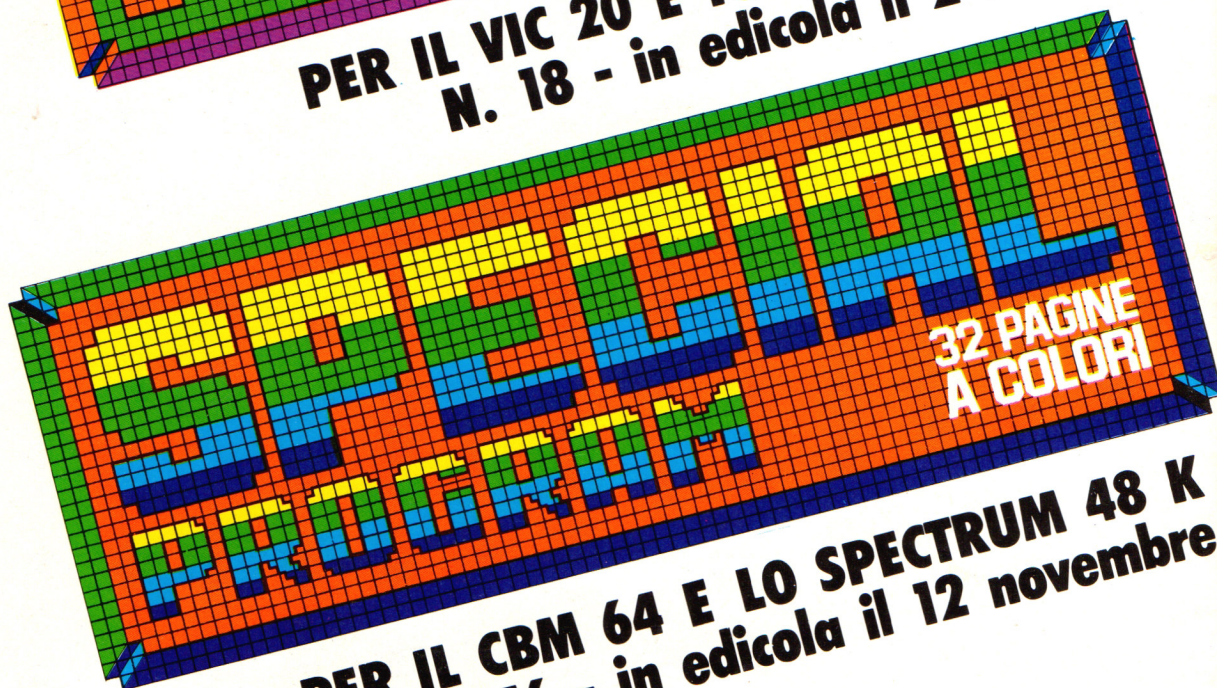 PER IL VIC 20 E
N. 18 - in edicola il 2
SPECIAL
PROGRAM
32 PAGINE
A COLORI
PER IL CBM 64 E LO SPECTRUM 48 K
- in edicola il 12 novembre